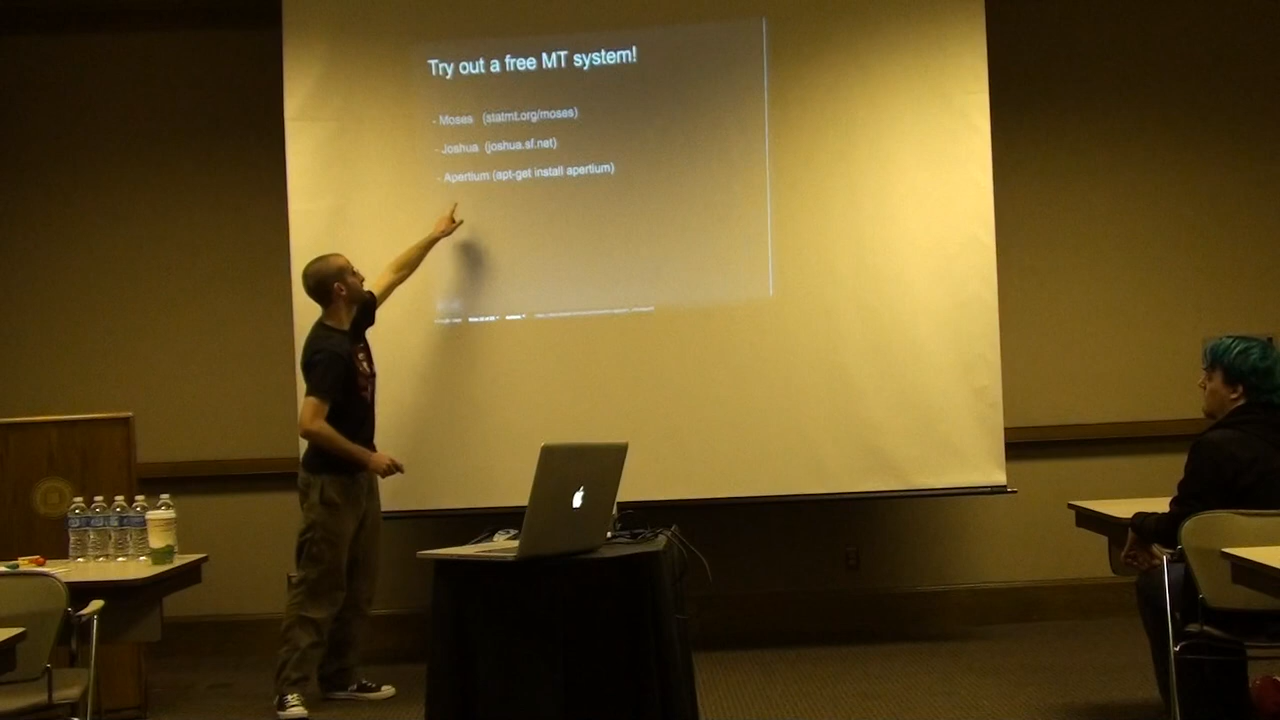 Try out a free MT system!
- Moses (statmt.org/moses)
- Joshua (joshua.sf.net)
- Apertium (apt-get install apertium)